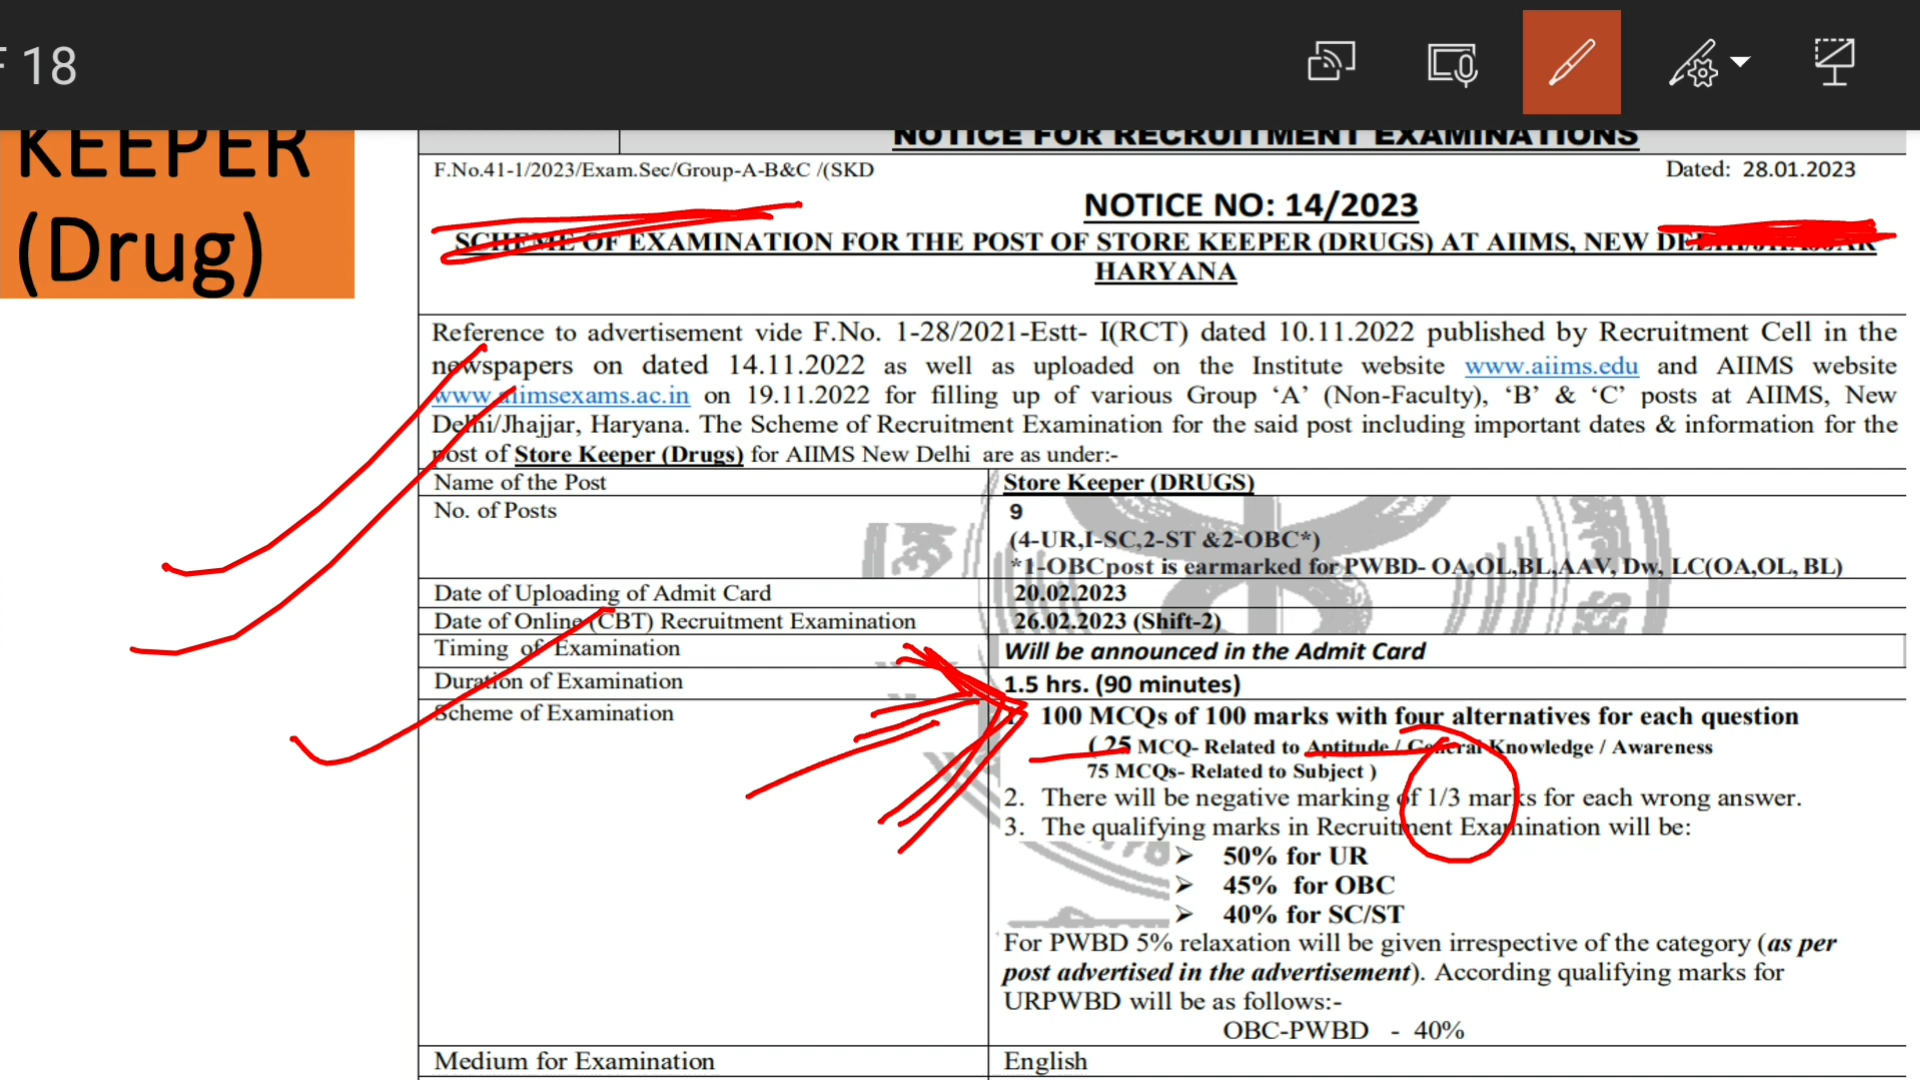 F 18
KEEPER
(Drug)
NOTICE FOR RECRUITMENT EXAMINATIONS
F.No.41-1/2023/Exam.Sec/Group-A-B&C /(SKD
Dated: 28.01.2023
NOTICE NO: 14/2023
SCHEME OF EXAMINATION FOR THE POST OF STORE KEEPER (DRUGS) AT AIIMS, NEW DELHI/JHAJJAR
HARYANA
Reference to advertisement vide F.No. 1-28/2021-Estt- I(RCT) dated 10.11.2022 published by Recruitment Cell in the
newspapers on dated 14.11.2022 as well as uploaded on the Institute website www.aiims.edu and AIIMS website
www.aiimsexams.ac.in on 19.11.2022 for filling up of various Group ‘A’ (Non-Faculty), ‘B’ & ‘C’ posts at AIIMS, New
Delhi/Jhajjar, Haryana. The Scheme of Recruitment Examination for the said post including important dates & information for the
post of Store Keeper (Drugs) for AIIMS New Delhi are as under:-
Name of the Post
Store Keeper (DRUGS)
No. of Posts
9
(4-UR,I-SC,2-ST &2-OBC*)
*1-OBCpost is earmarked for PWBD- OA,OL,BL,AAV, Dw, LC(OA,OL, BL)
Date of Uploading of Admit Card
20.02.2023
Date of Online (CBT) Recruitment Examination
26.02.2023 (Shift-2)
Timing of Examination
Will be announced in the Admit Card
Duration of Examination
1.5 hrs. (90 minutes)
Scheme of Examination
100 MCQs of 100 marks with four alternatives for each question
( 25 MCQ- Related to Aptitude / General Knowledge / Awareness
75 MCQs- Related to Subject )
2. There will be negative marking of 1/3 marks for each wrong answer.
3. The qualifying marks in Recruitment Examination will be:
➢ 50% for UR
➢ 45% for OBC
➢ 40% for SC/ST
For PWBD 5% relaxation will be given irrespective of the category (as per
post advertised in the advertisement). According qualifying marks for
URPWBD will be as follows:-
OBC-PWBD - 40%
Medium for Examination
English